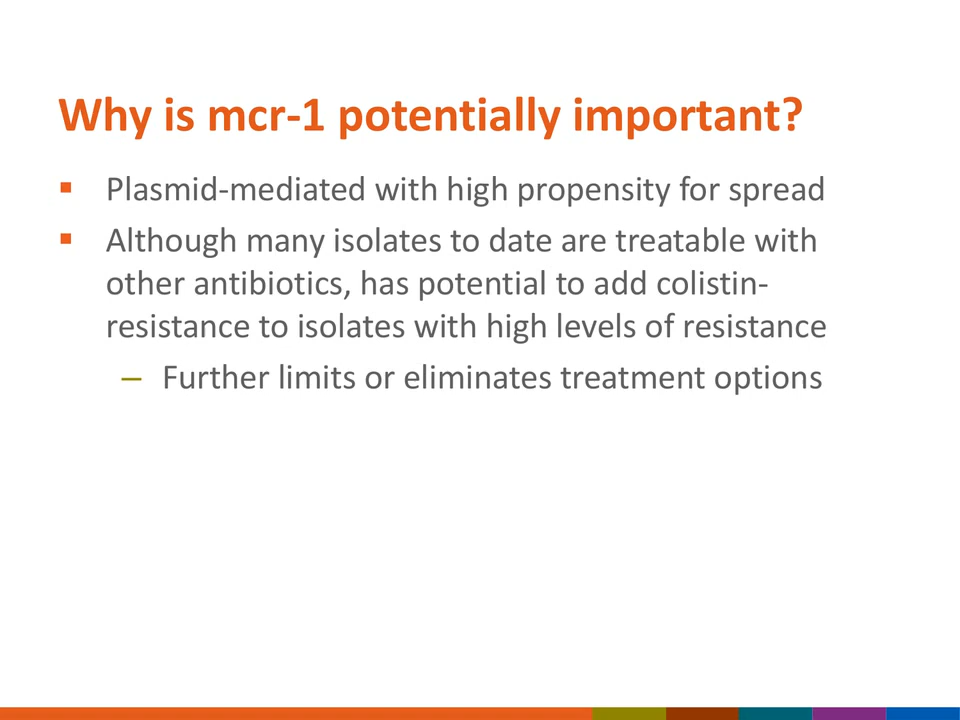 Why is mcr-1 potentially important?
▪ Plasmid-mediated with high propensity for spread
▪ Although many isolates to date are treatable with
other antibiotics, has potential to add colistin-
resistance to isolates with high levels of resistance
– Further limits or eliminates treatment options